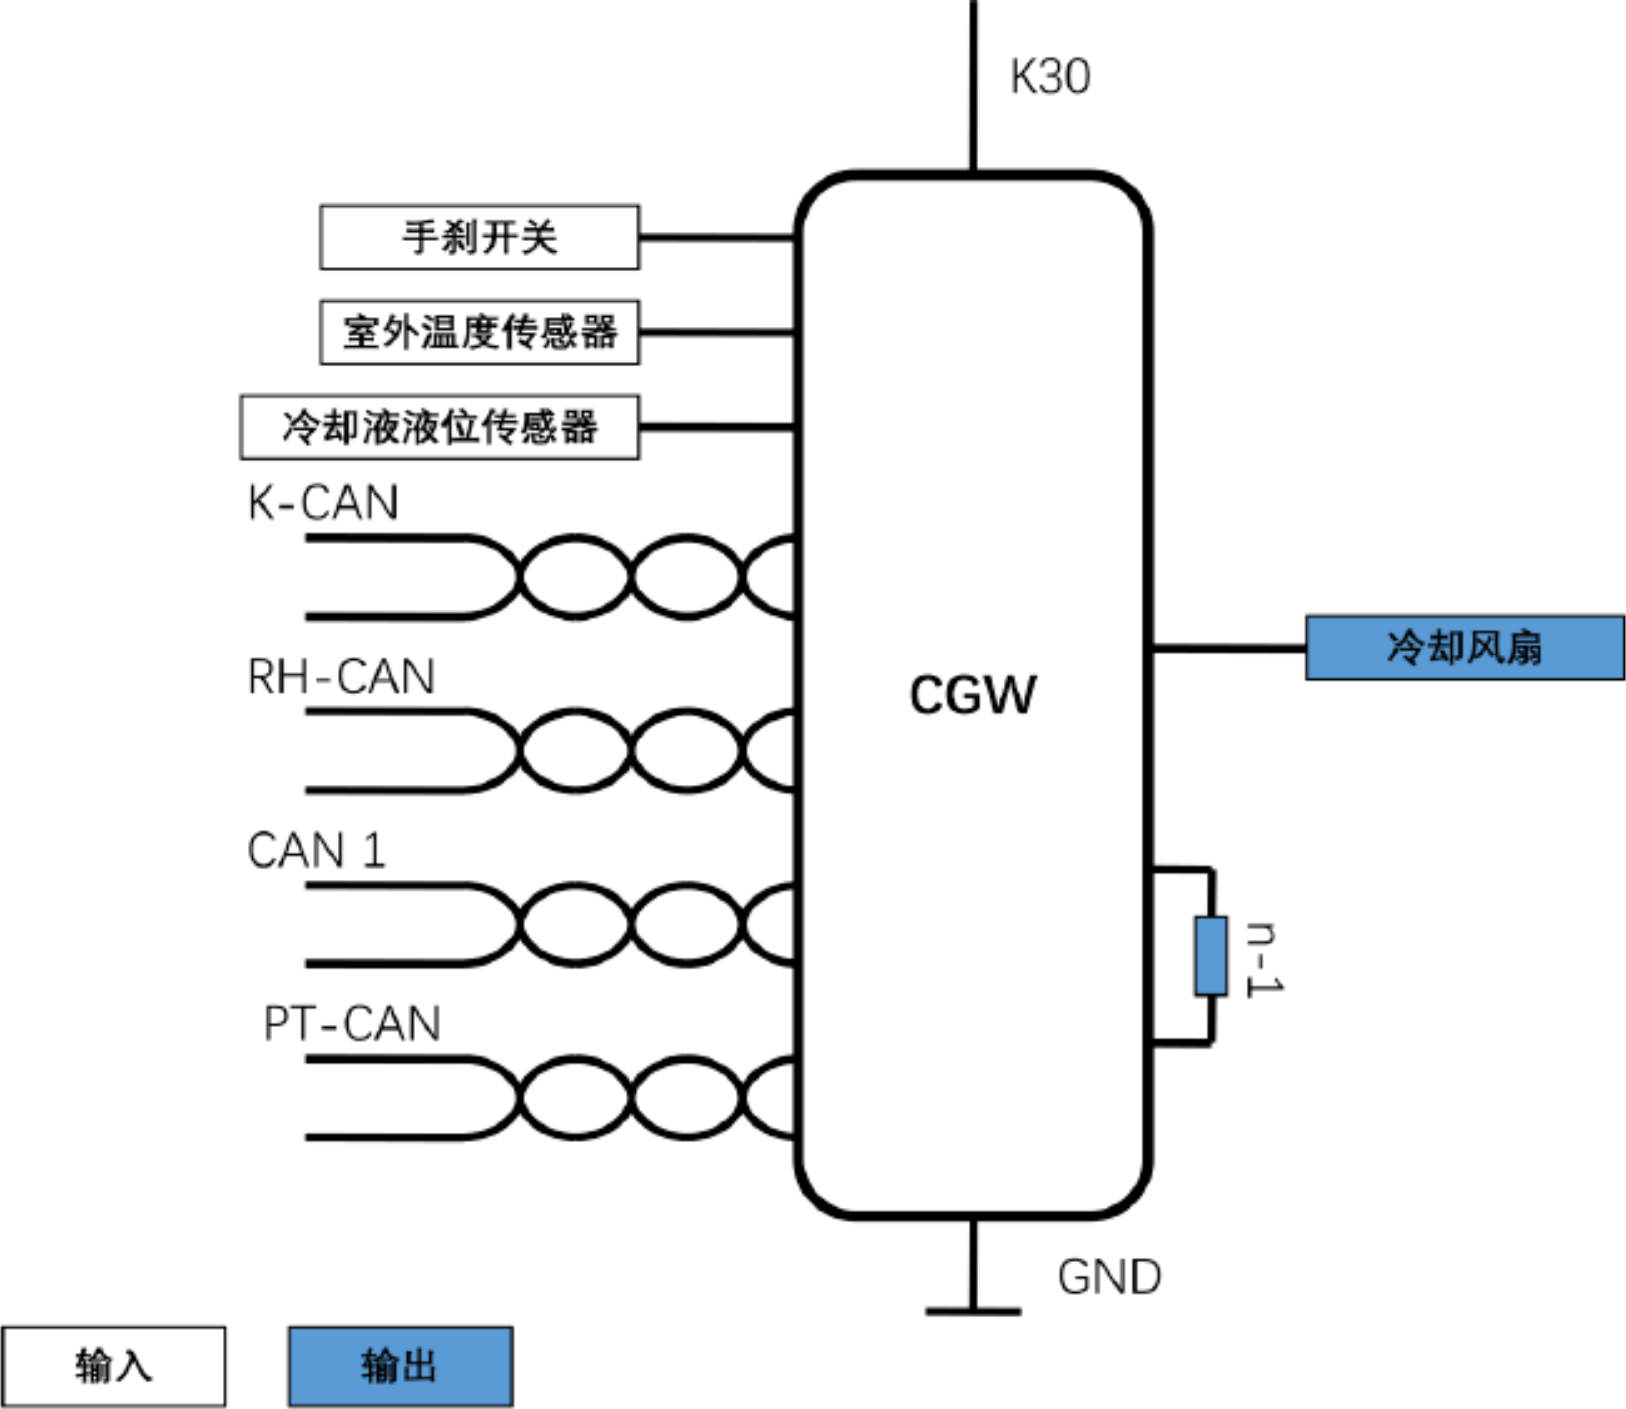 K30
手刹开关
室外温度传感器
冷却液液位传感器
K-CAN
RH-CAN
CAN 1
PT-CAN
CGW
冷却风扇
n-1
GND
输入
输出